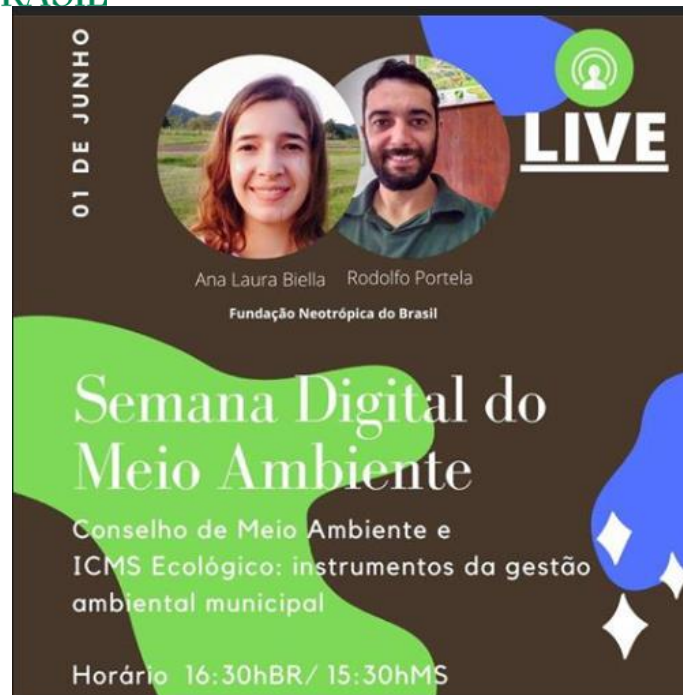 01 DE JUNHO
LIVE
Ana Laura Biella Rodolfo Portela
Fundação Neotrópica do Brasil
Semana Digital do
Meio Ambiente
Conselho de Meio Ambiente e
ICMS Ecológico: instrumentos da gestão
ambiental municipal
Horário 16:30hBR/ 15:30hMS